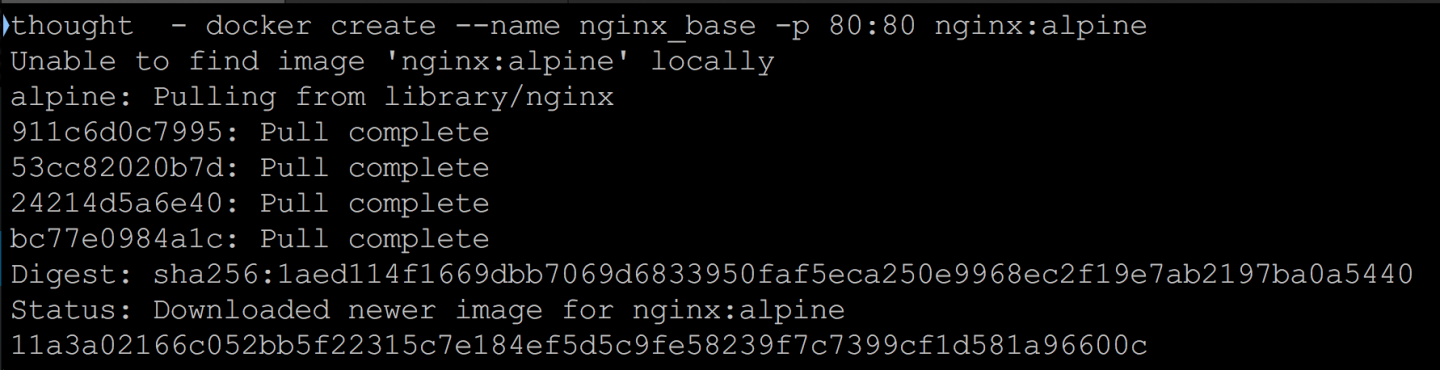 thought  - docker create --name nginx_base -p 80:80 nginx:alpine
Unable to find image 'nginx:alpine' locally
alpine: Pulling from library/nginx
911c6d0c7995: Pull complete
53cc82020b7d: Pull complete
24214d5a6e40: Pull complete
bc77e0984a1c: Pull complete
Digest: sha256:1aed114f1669dbb7069d6833950faf5eca250e9968ec2f19e7ab2197ba0a5440
Status: Downloaded newer image for nginx:alpine
11a3a02166c052bb5f22315c7e184ef5d5c9fe58239f7c7399cf1d581a96600c